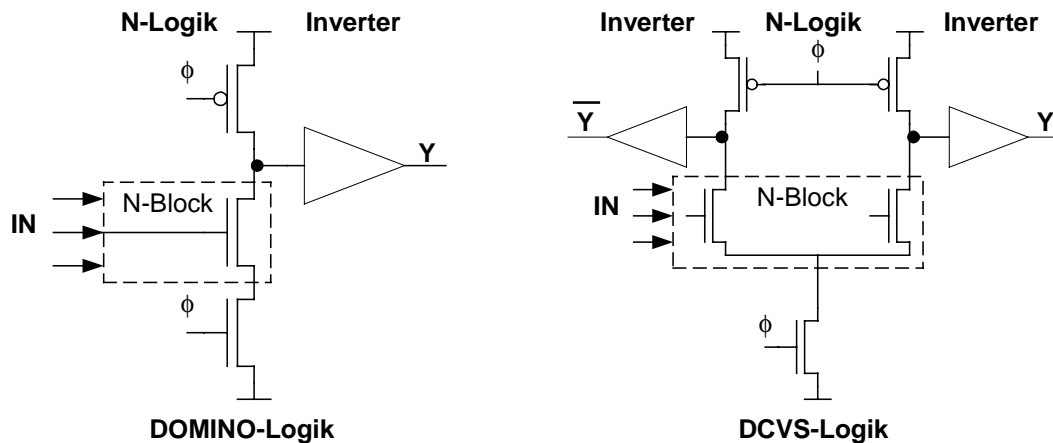 N-Logik Inverter
ϕ
Y
N-Block
IN
ϕ
DOMINO-Logik
Inverter N-Logik Inverter
ϕ
Y Y
N-Block
IN
ϕ
DCVS-Logik